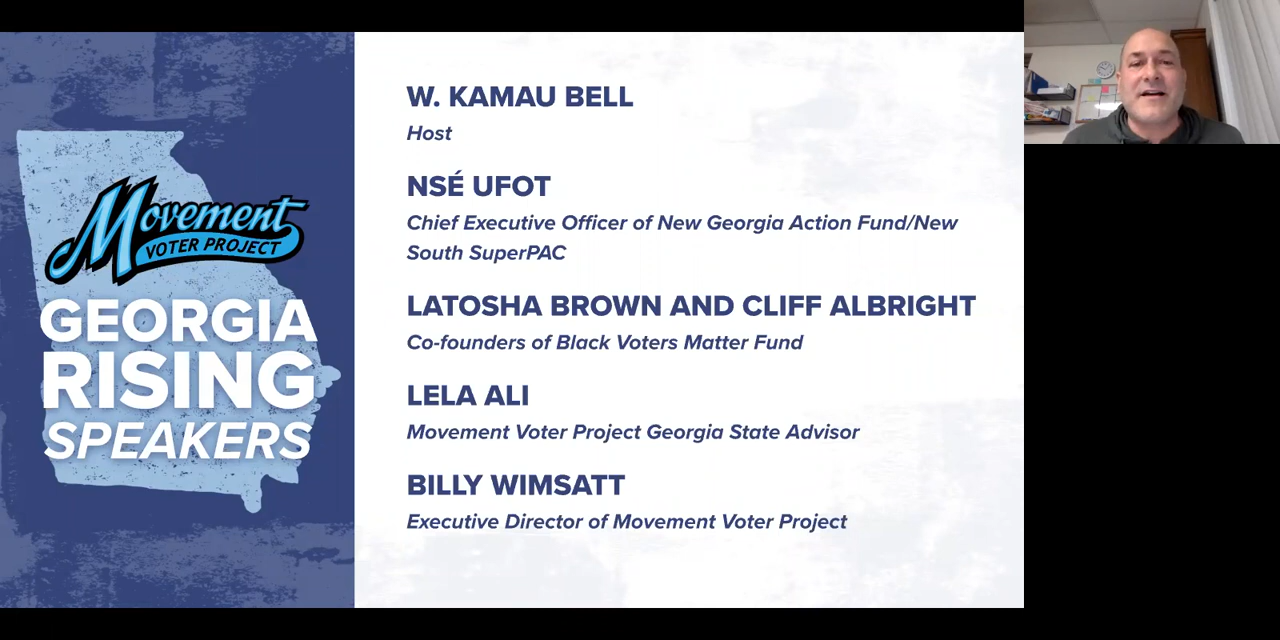 Movement
VOTER PROJECT
GEORGIA
RISING
SPEAKERS
W. KAMAU BELL
Host
NSÉ UFOT
Chief Executive Officer of New Georgia Action Fund/New
South SuperPAC
LATOSHA BROWN AND CLIFF ALBRIGHT
Co-founders of Black Voters Matter Fund
LELA ALI
Movement Voter Project Georgia State Advisor
BILLY WIMSATT
Executive Director of Movement Voter Project